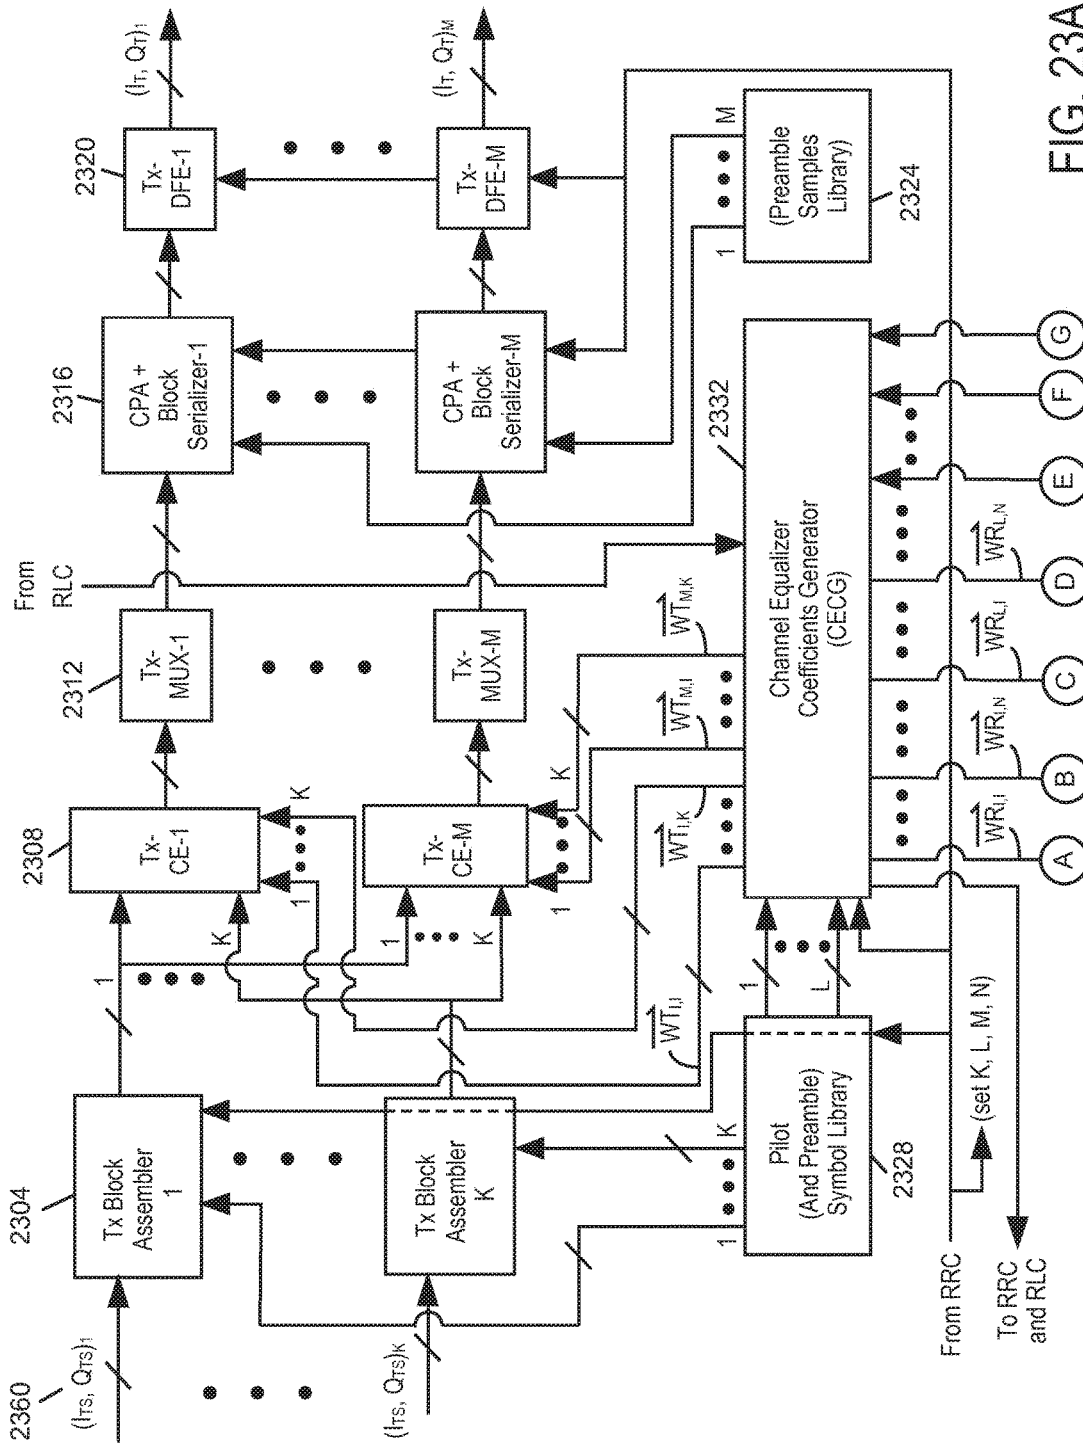 2360
(ITS, QTS)1
(ITS, QTS)K
2304
Tx Block
Assembler
1
Tx Block
Assembler
K
1
K
2308
Tx-
CE-1
1
K
1
K
Tx-
CE-M
1
K
2312
Tx-
MUX-1
Tx-
MUX-M
From
RLC
2316
CPA +
Block
Serializer-1
CPA +
Block
Serializer-M
2320
Tx-
DFE-1
Tx-
DFE-M
(IT, QT)1
(IT, QT)M
WTI,I
WTI,K
WTM,I
WTM,K
1
K
Pilot
(And Preamble)
Symbol Library
2328
1
L
2332
Channel Equalizer
Coefficients Generator
(CECG)
1
M
(Preamble
Samples
Library)
2324
From RRC
(set K, L, M, N)
To RRC
and RLC
WRI,I
WRI,N
WRL,I
WRL,N
A
B
C
D
E
F
G
FIG. 23A